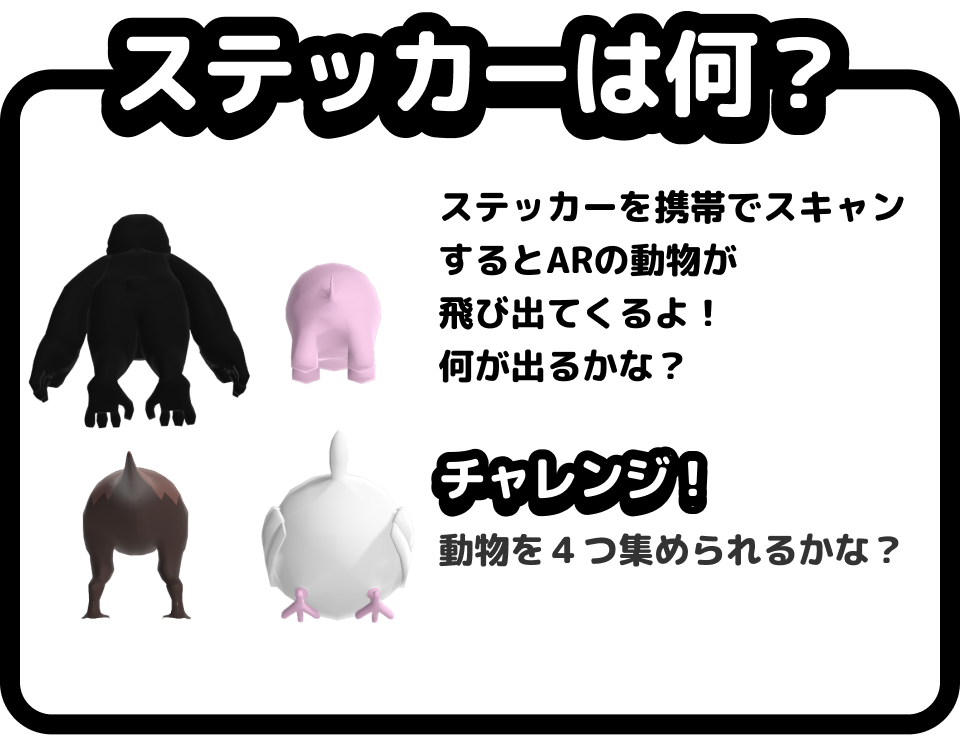 ステッカーは何？
ステッカーを携帯でスキャン
するとARの動物が
飛び出てくるよ！
何が出るかな？
チャレンジ！
動物を４つ集められるかな？